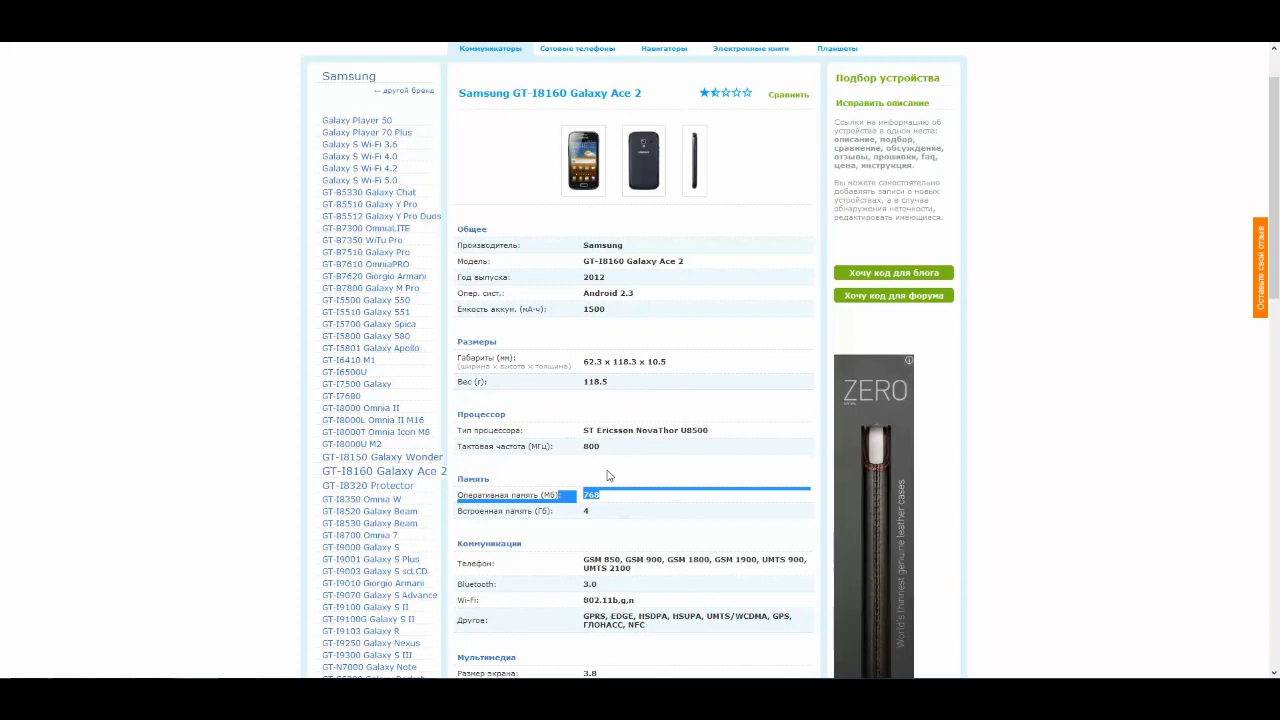 Коммуникаторы
Сотовые телефоны
Навигаторы
Электронные книги
Планшеты
Samsung
← другой бренд
Galaxy Player 50
Galaxy Player 70 Plus
Galaxy S Wi-Fi 3.6
Galaxy S Wi-Fi 4.0
Galaxy S Wi-Fi 4.2
Galaxy S Wi-Fi 5.0
GT-B5330 Galaxy Chat
GT-B5510 Galaxy Y Pro
GT-B5512 Galaxy Y Pro Duos
GT-B7300 OmniaLITE
GT-B7350 WiTu Pro
GT-B7510 Galaxy Pro
GT-B7610 OmniaPRO
GT-B7620 Giorgio Armani
GT-B7800 Galaxy M Pro
GT-I5500 Galaxy 550
GT-I5510 Galaxy 551
GT-I5700 Galaxy Spica
GT-I5800 Galaxy 580
GT-I5801 Galaxy Apollo
GT-I6410 M1
GT-I6500U
GT-I7500 Galaxy
GT-I7680
GT-I8000 Omnia II
GT-I8000L Omnia II M16
GT-I8000T Omnia Icon M8
GT-I8000U M2
GT-I8150 Galaxy Wonder
GT-I8160 Galaxy Ace 2
GT-I8320 Protector
GT-I8350 Omnia W
GT-I8520 Galaxy Beam
GT-I8530 Galaxy Beam
GT-I8700 Omnia 7
GT-I9000 Galaxy S
GT-I9001 Galaxy S Plus
GT-I9003 Galaxy S scLCD
GT-I9010 Giorgio Armani
GT-I9070 Galaxy S Advance
GT-I9100 Galaxy S II
GT-I9100G Galaxy S II
GT-I9103 Galaxy R
GT-I9250 Galaxy Nexus
GT-I9300 Galaxy S III
GT-N7000 Galaxy Note
Samsung GT-I8160 Galaxy Ace 2
Сравнить
Общее
Производитель: Samsung
Модель: GT-I8160 Galaxy Ace 2
Год выпуска: 2012
Опер. сист.: Android 2.3
Емкость аккум. (мА·ч): 1500
Размеры
Габариты (мм): 62.3 x 118.3 x 10.5
(ширина x высота x толщина)
Вес (г): 118.5
Процессор
Тип процессора: ST Ericsson NovaThor U8500
Тактовая частота (МГц): 800
Память
Оперативная память (Мб): 768
Встроенная память (Гб): 4
Коммуникации
Телефон: GSM 850, GSM 900, GSM 1800, GSM 1900, UMTS 900,
UMTS 2100
Bluetooth: 3.0
Wi-Fi: 802.11b,g,n
Другое: GPRS, EDGE, HSDPA, HSUPA, UMTS/WCDMA, GPS,
ГЛОНАСС, NFC
Мультимедиа
Размер экрана: 3.8
Подбор устройства
Исправить описание
Ссылки на информацию об
устройстве в одном месте:
описание, подбор,
сравнение, обсуждение,
отзывы, прошивки, faq,
цена, инструкция.
Вы можете самостоятельно
добавлять записи о новых
устройствах, а в случае
обнаружения неточности,
редактировать имеющиеся.
Хочу код для блога
Хочу код для форума
ZERO
World's thinnest genuine leather cases
Оставьте свой отзыв